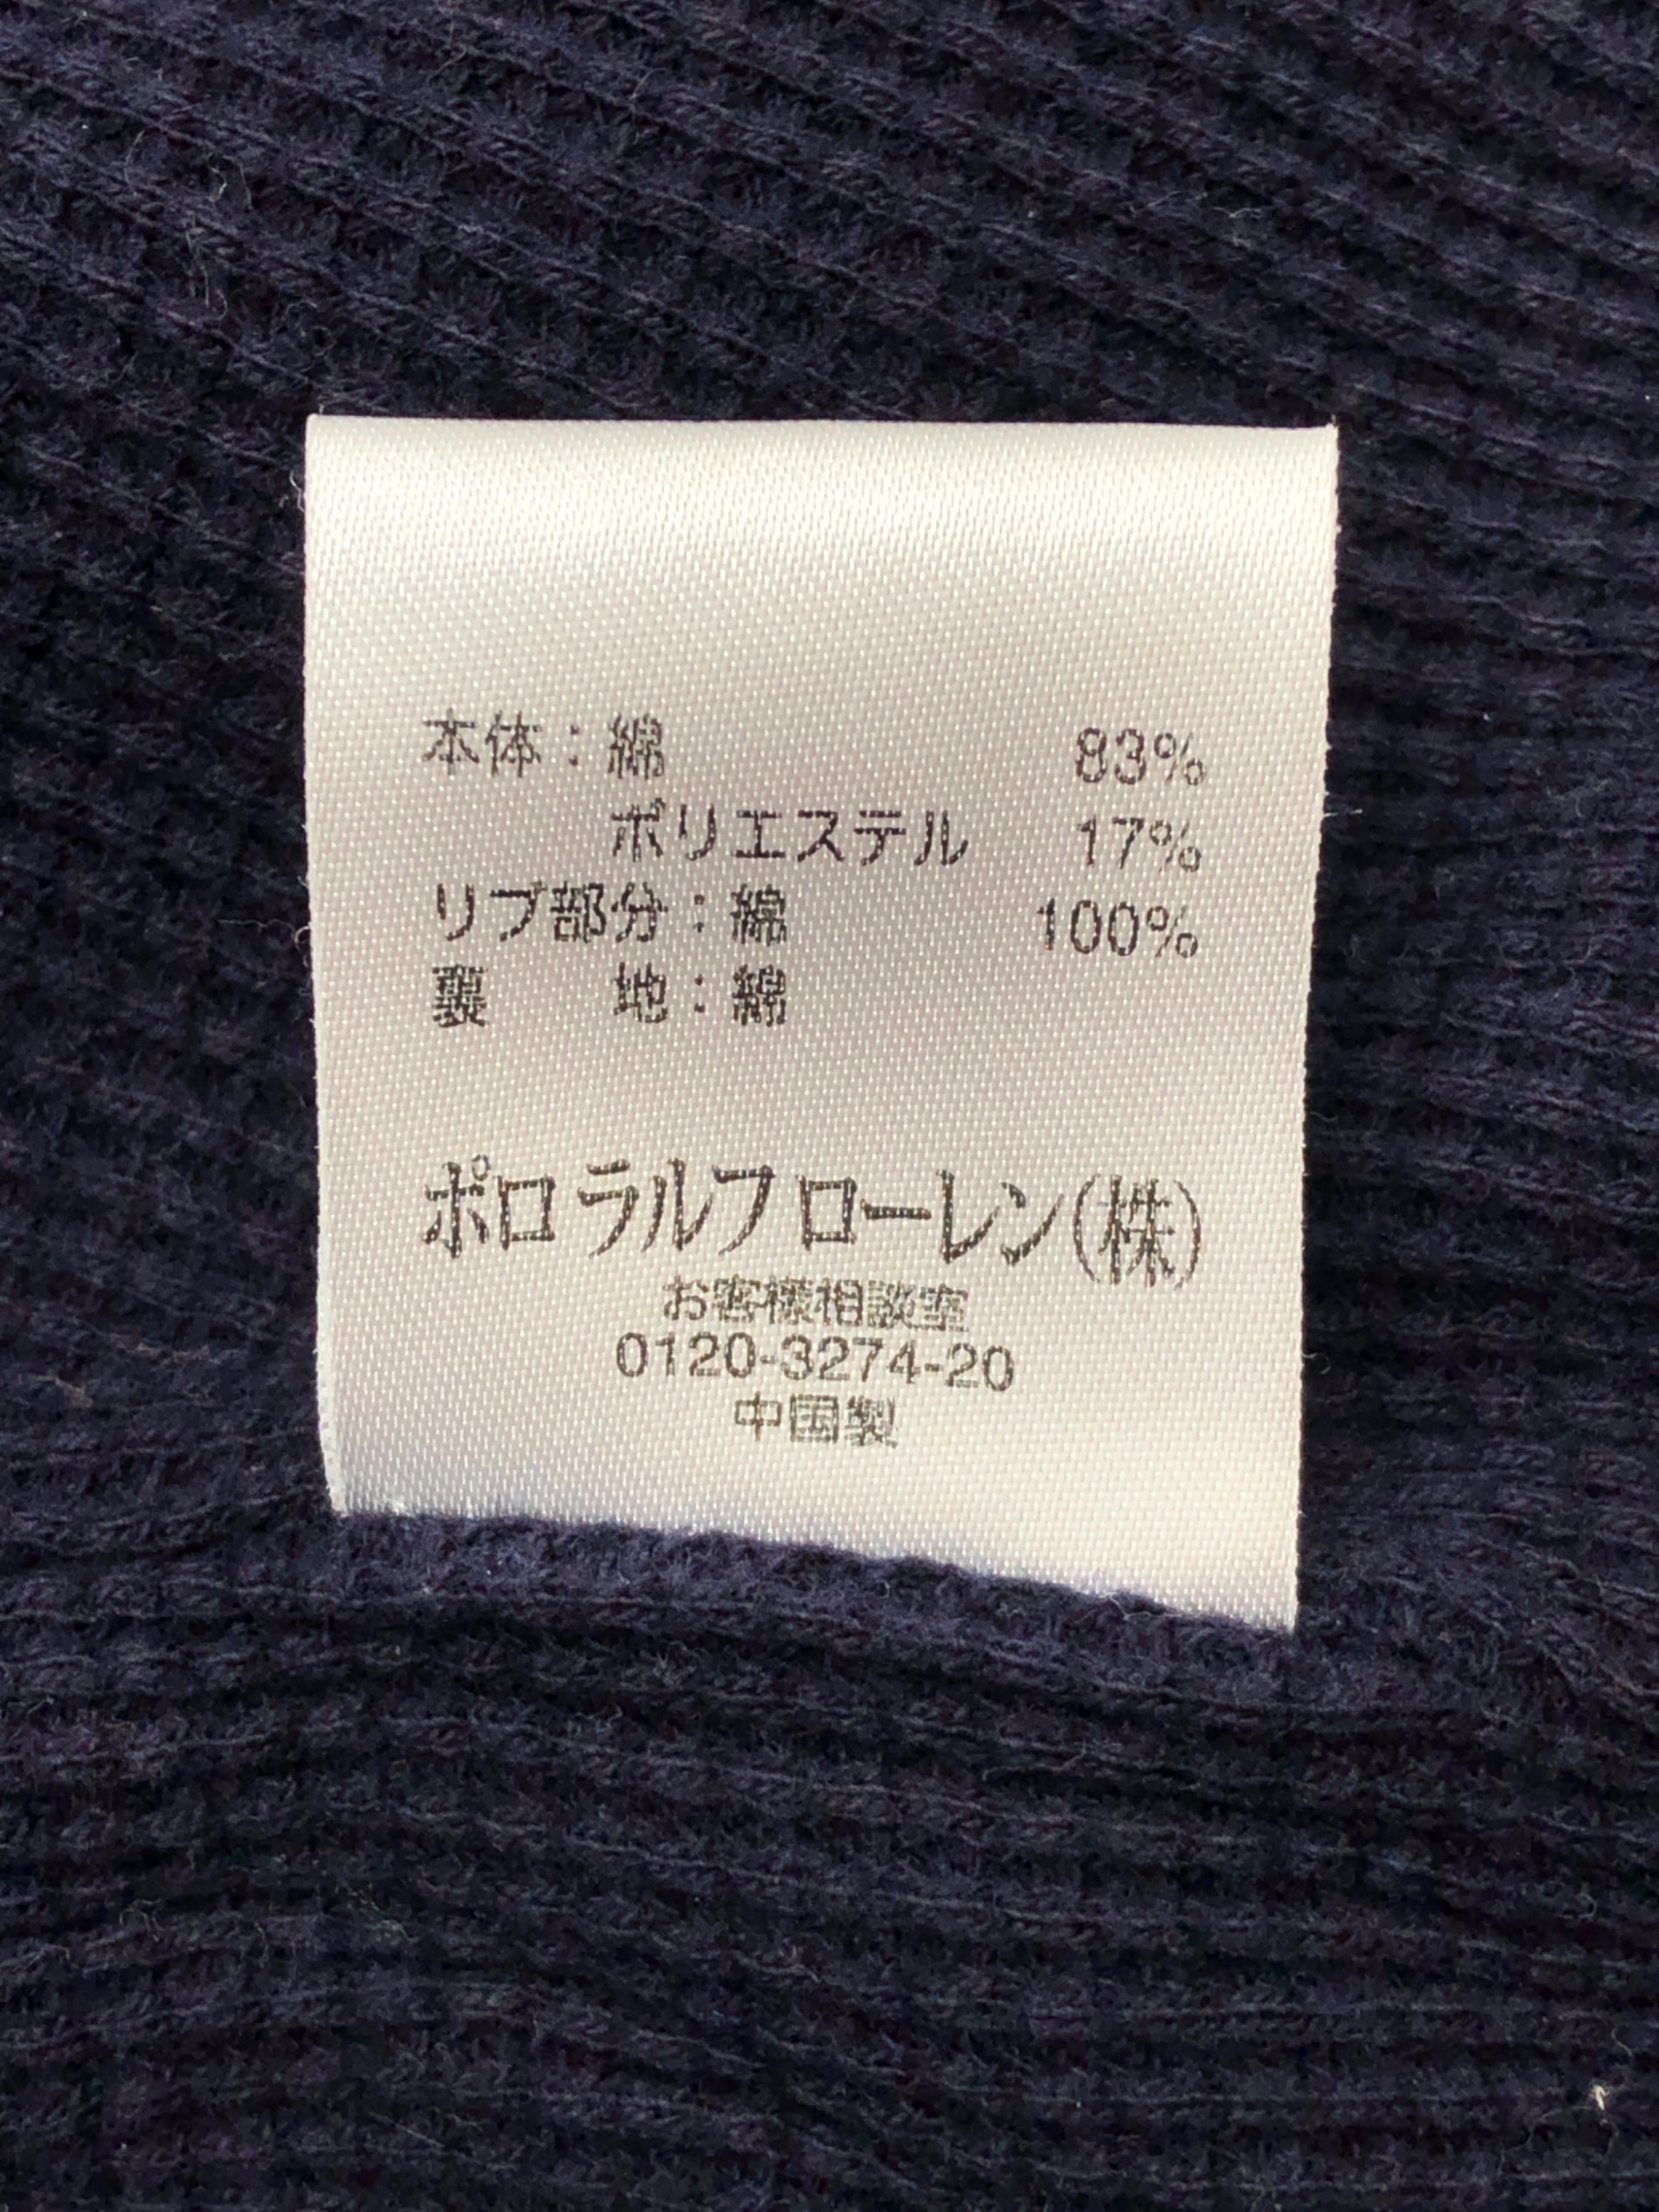 本体：綿 83%
ポリエステル 17%
リブ部分：綿 100%
裏 地：綿
ポロ ラルフ ローレン(株)
お客様相談室
0120-3274-20
中国製